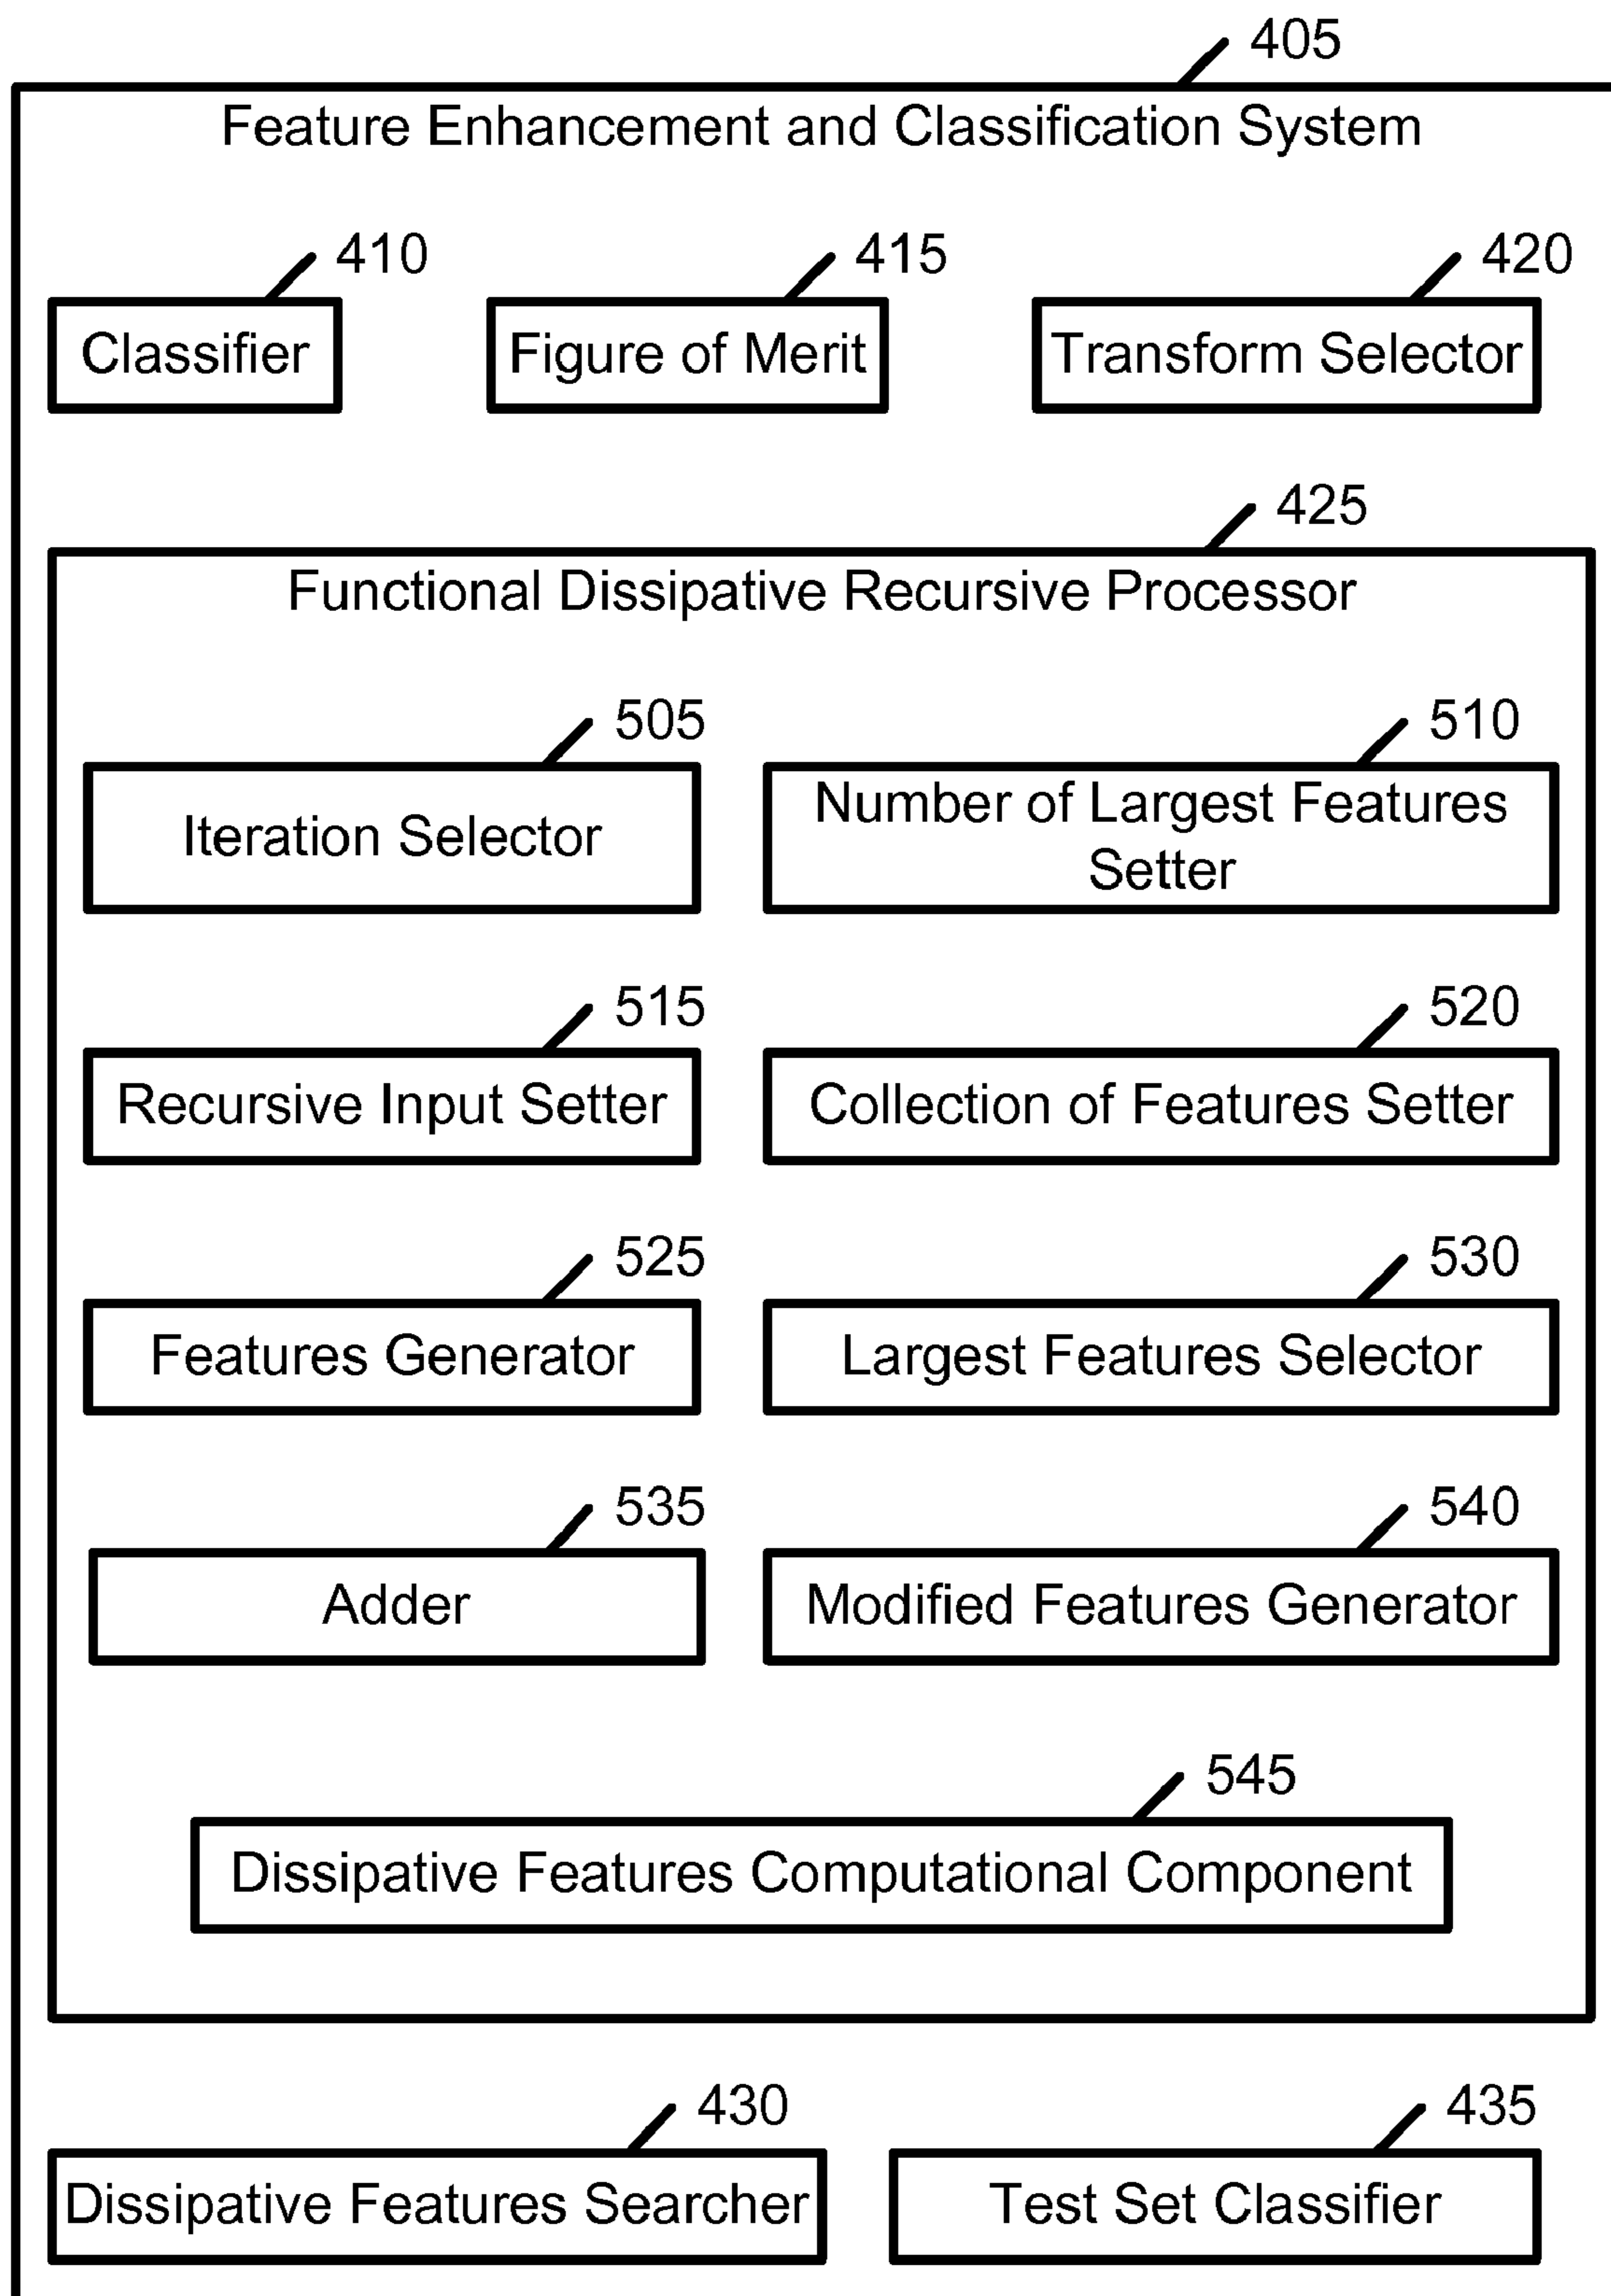 405
Feature Enhancement and Classification System
410
415
420
Classifier
Figure of Merit
Transform Selector
425
Functional Dissipative Recursive Processor
505
510
Iteration Selector
Number of Largest Features
Setter
515
520
Recursive Input Setter
Collection of Features Setter
525
530
Features Generator
Largest Features Selector
535
540
Adder
Modified Features Generator
545
Dissipative Features Computational Component
430
435
Dissipative Features Searcher
Test Set Classifier